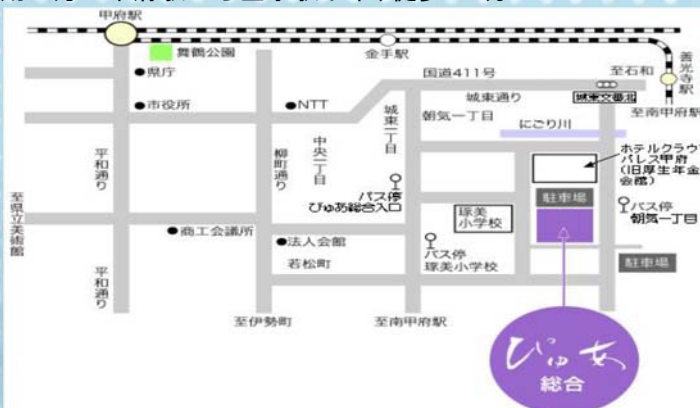 甲府駅
舞鶴公園
金手駅
善光寺駅
県庁
国道411号
至石和
城東通り
城東交番北
市役所
NTT
城東一丁目
朝気一丁目
至南甲府駅
にごり川
平和通り
柳町通り
中央一丁目
ホテルクラウ
パレス甲府
(旧厚生年金
会館)
バス停
ぴゅあ総合入口
駐車場
至県立美術館
琢美
小学校
バス停
朝気一丁目
商工会議所
法人会館
若松町
バス停
琢美小学校
駐車場
平和通り
至伊勢町
至南甲府駅
ぴゅあ
総合